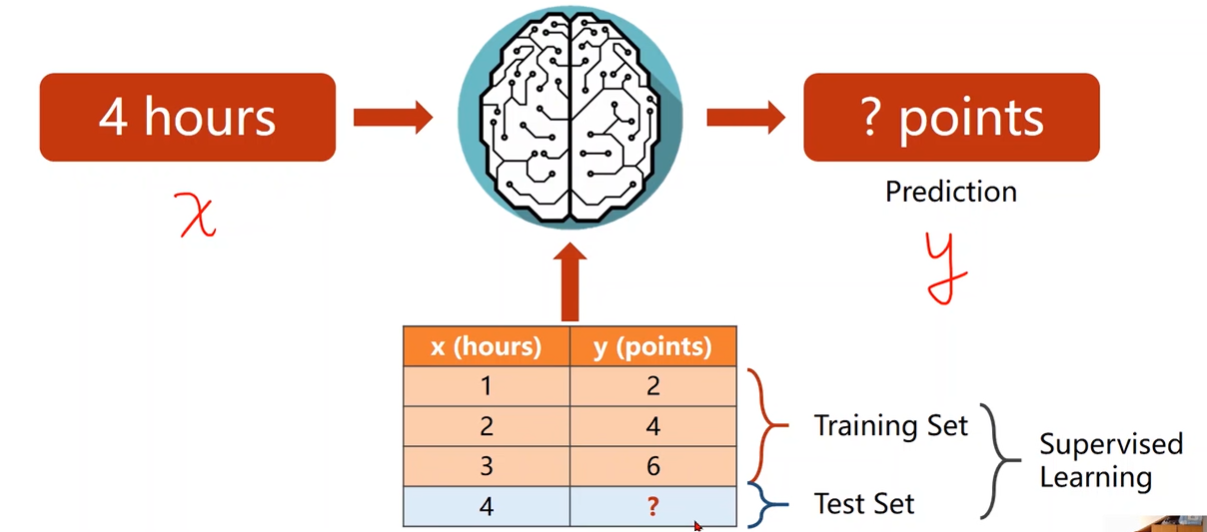 4 hours
? points
x
Prediction
y
x (hours) y (points)
1 2
2 4
3 6
4 ?
Training Set
Test Set
Supervised
Learning